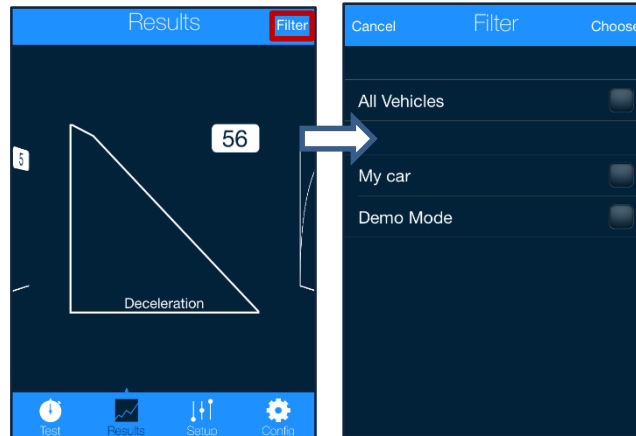 Results
Filter
56
5
Deceleration
Test
Results
Setup
Config
Cancel
Filter
Choose
All Vehicles
My car
Demo Mode